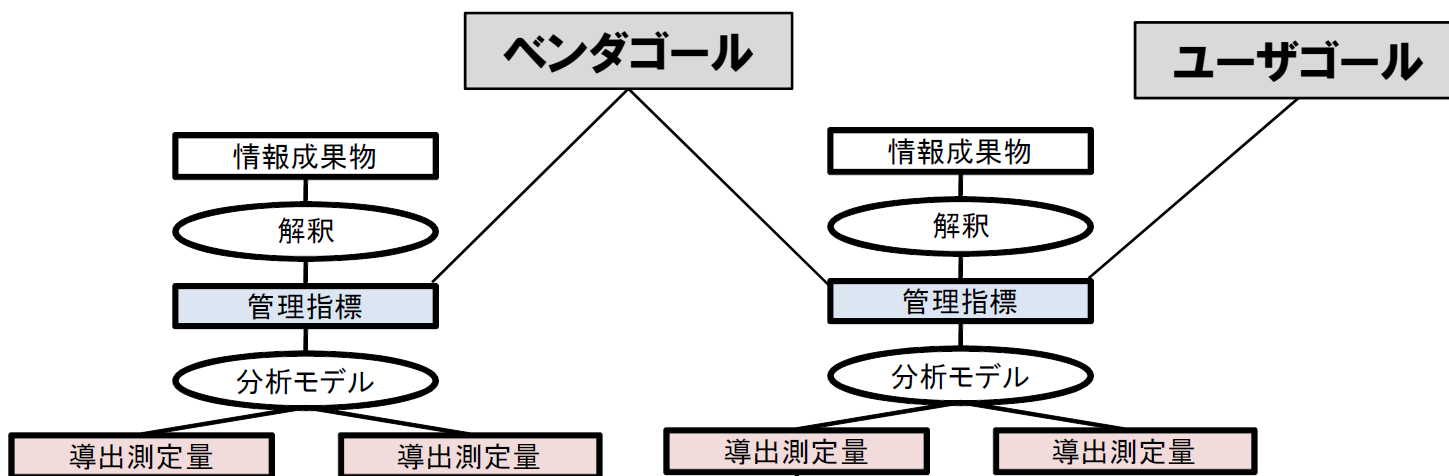 ベンダゴール
ユーザゴール
情報成果物
情報成果物
解釈
解釈
管理指標
管理指標
分析モデル
分析モデル
導出測定量
導出測定量
導出測定量
導出測定量